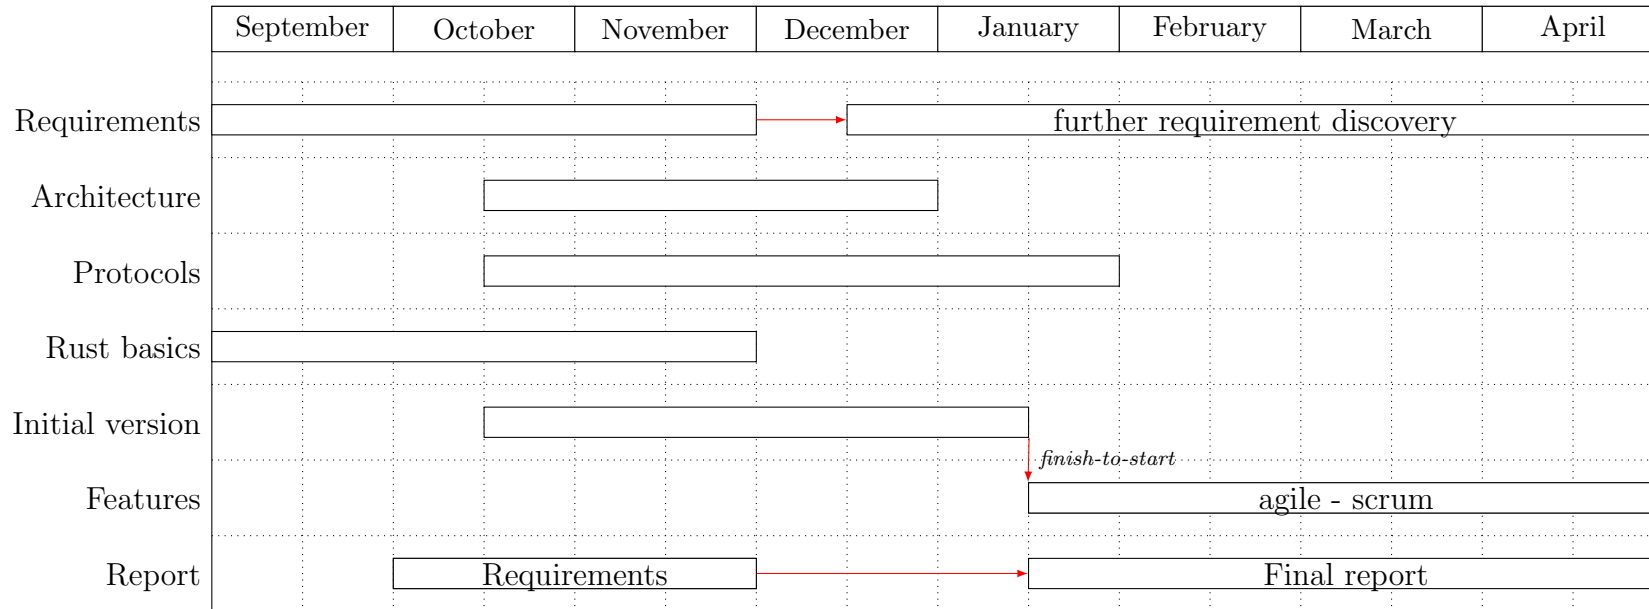 September October November December January February March April
Requirements further requirement discovery
Architecture
Protocols
Rust basics
Initial version
finish-to-start
Features agile - scrum
Report Requirements Final report